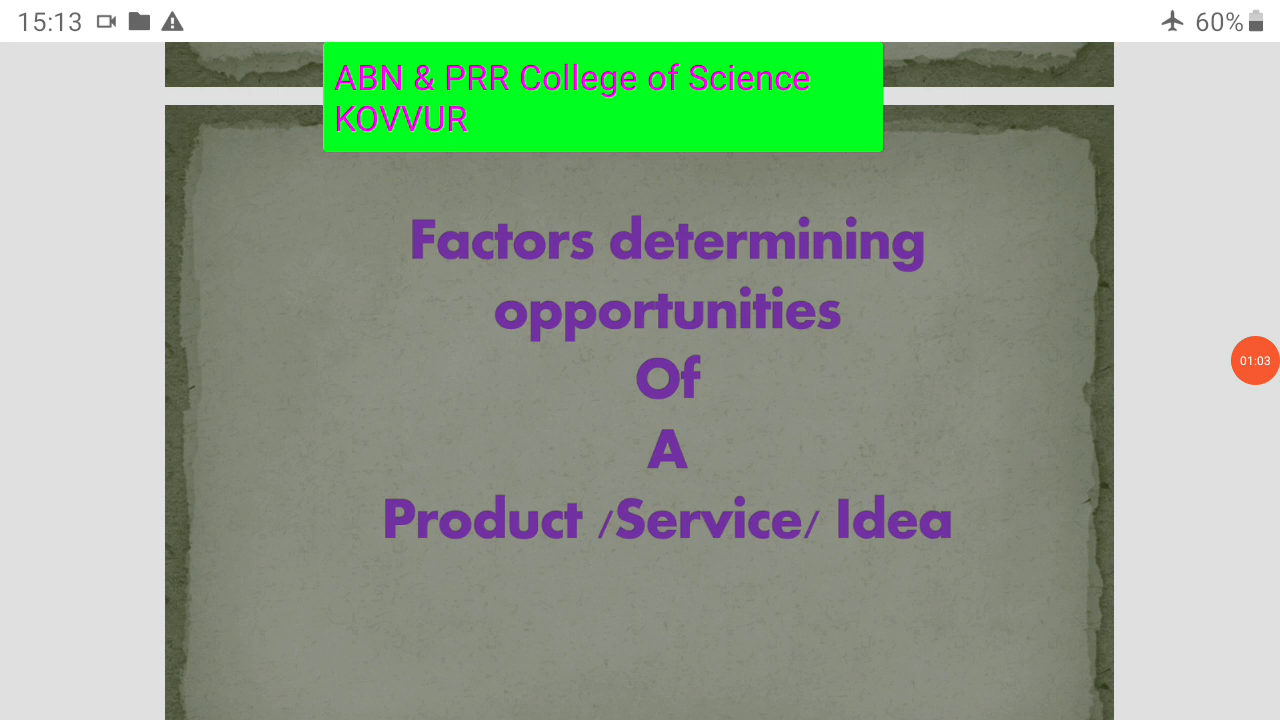 15:13
60%
ABN & PRR College of Science
KOVVUR
Factors determining
opportunities
Of
A
Product /Service/ Idea
01:03